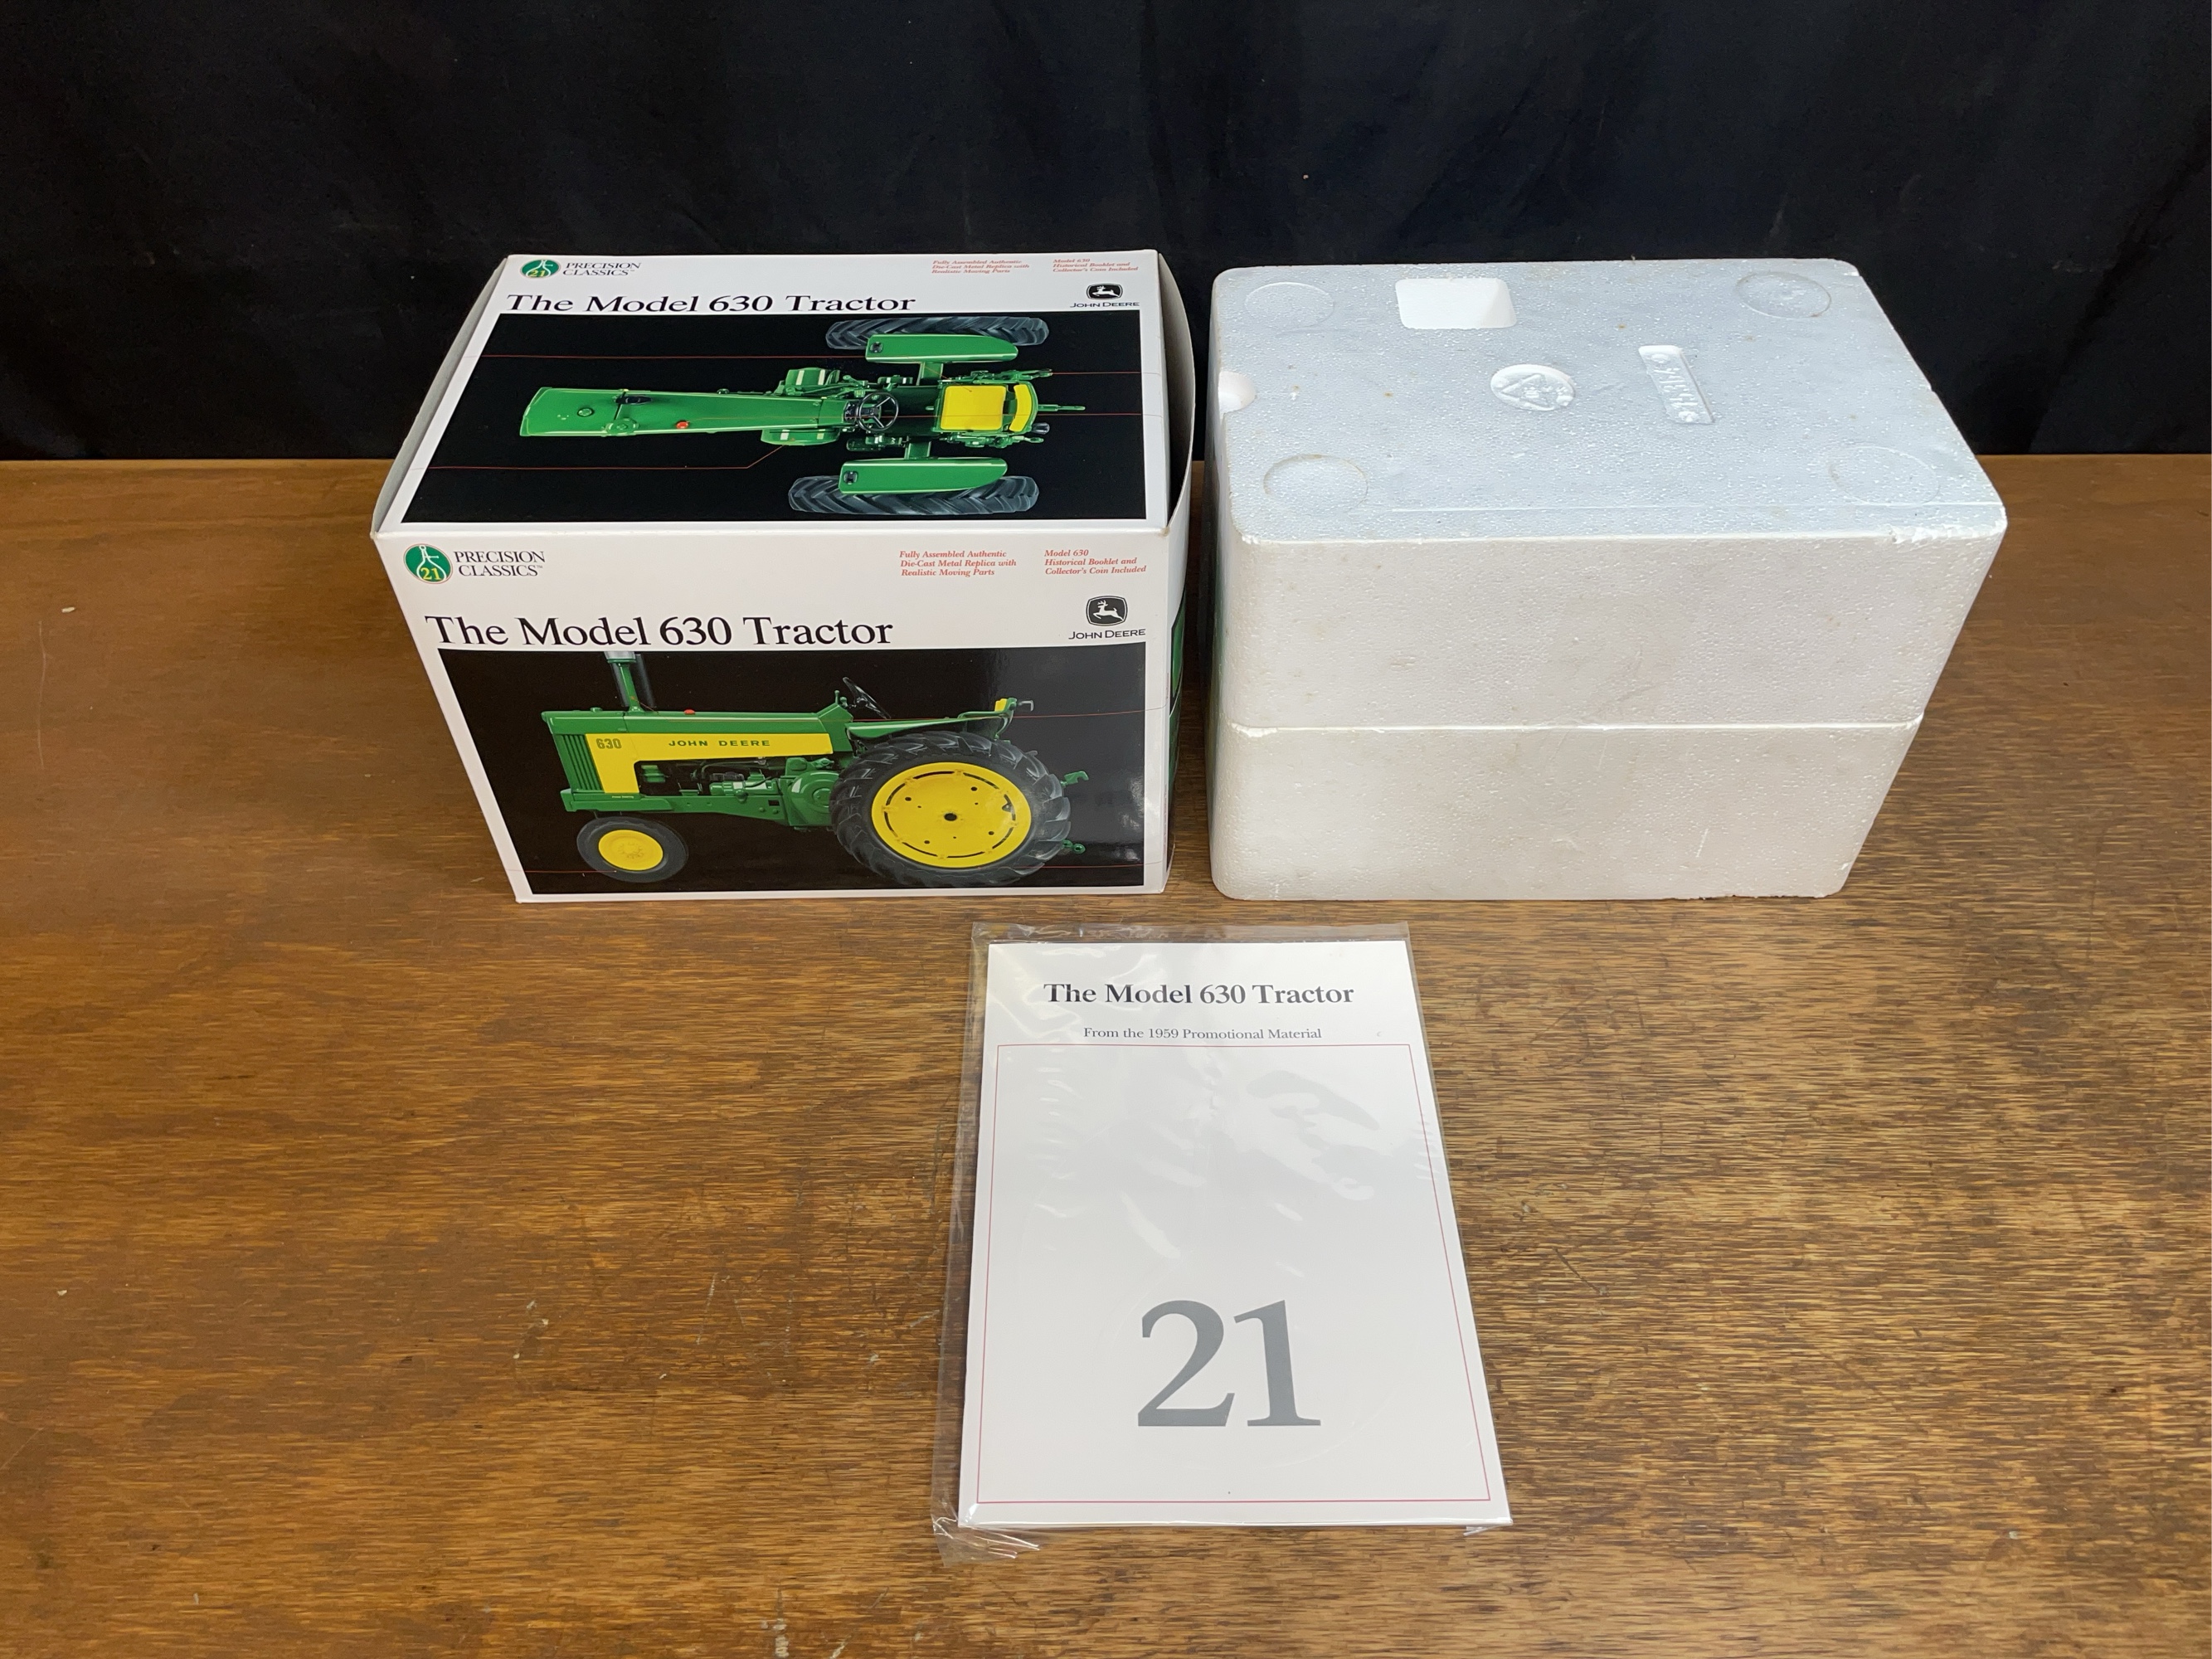 21 PRECISION
CLASSICS™
Fully Assembled Authentic
Die-Cast Metal Replica with
Realistic Moving Parts
Model 630
Historical Booklet and
Collector's Coin Included
The Model 630 Tractor
JOHN DEERE
21 PRECISION
CLASSICS™
Fully Assembled Authentic
Die-Cast Metal Replica with
Realistic Moving Parts
Model 630
Historical Booklet and
Collector's Coin Included
The Model 630 Tractor
JOHN DEERE
630
JOHN DEERE
The Model 630 Tractor
From the 1959 Promotional Material
21